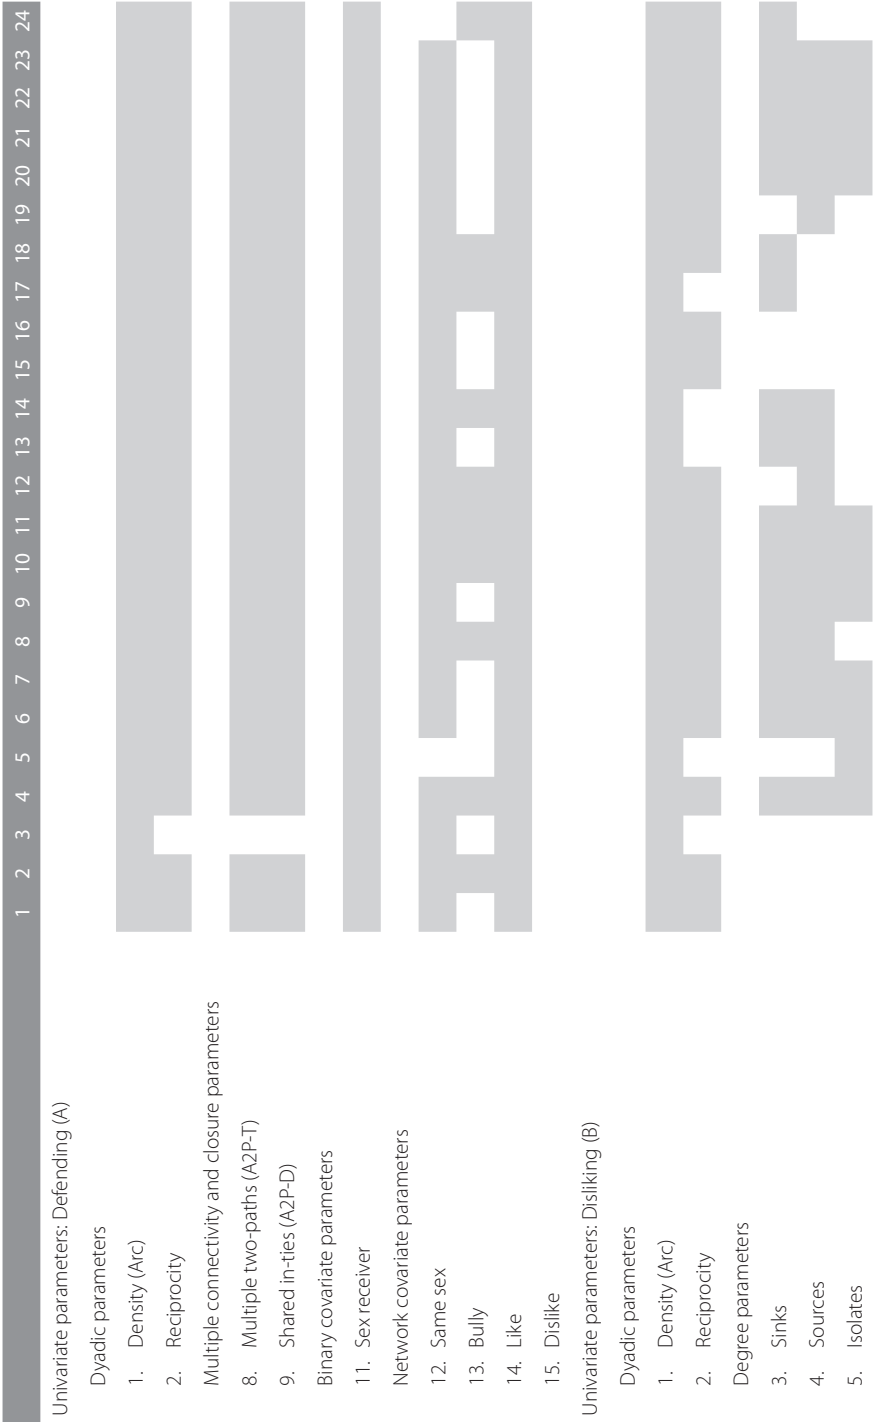 1 2 3 4 5 6 7 8 9 10 11 12 13 14 15 16 17 18 19 20 21 22 23 24
Univariate parameters: Defending (A)
Dyadic parameters
1. Density (Arc)
2. Reciprocity
Multiple connectivity and closure parameters
8. Multiple two-paths (A2P-T)
9. Shared in-ties (A2P-D)
Binary covariate parameters
11. Sex receiver
Network covariate parameters
12. Same sex
13. Bully
14. Like
15. Dislike
Univariate parameters: Disliking (B)
Dyadic parameters
1. Density (Arc)
2. Reciprocity
Degree parameters
3. Sinks
4. Sources
5. Isolates